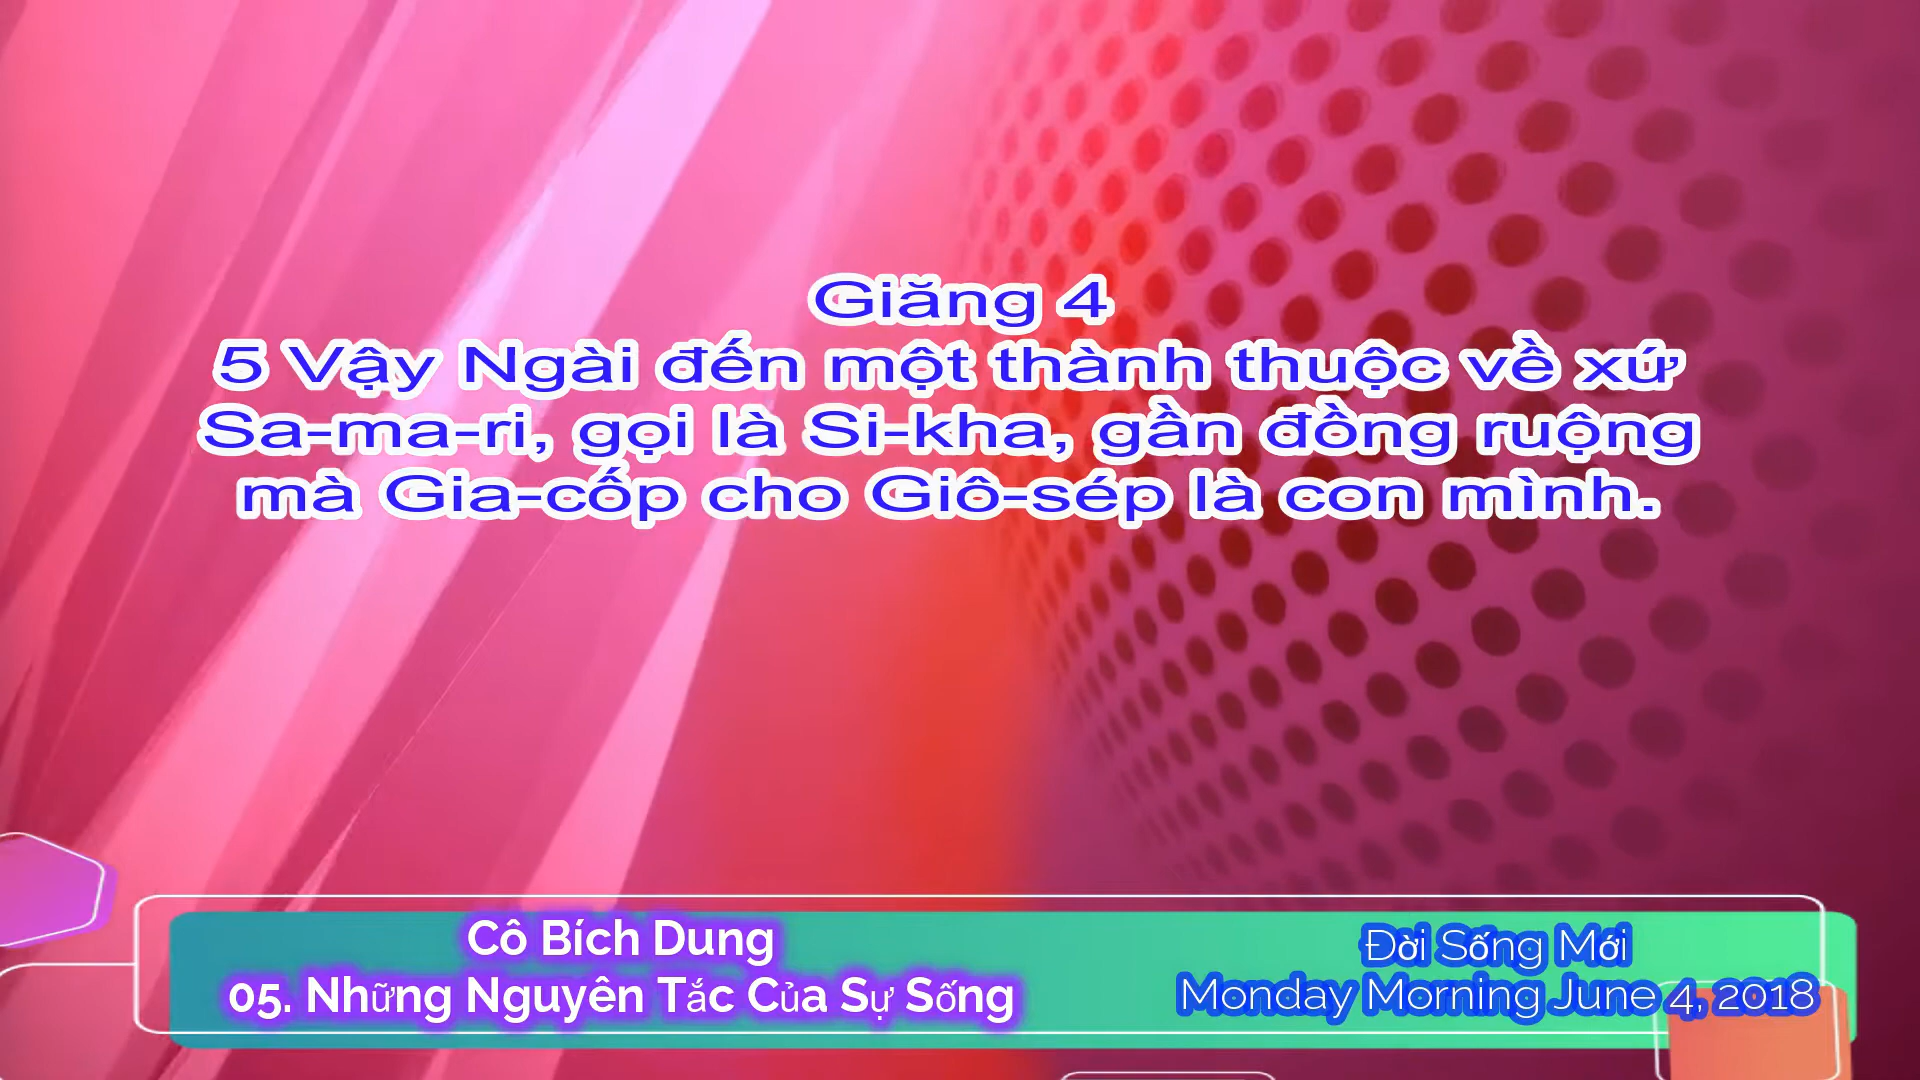 Giăng 4
5 Vậy Ngài đến một thành thuộc về xứ
Sa-ma-ri, gọi là Si-kha, gần đồng ruộng
mà Gia-cốp cho Giô-sép là con mình.
Cô Bích Dung
05. Những Nguyên Tắc Của Sự Sống
Đời Sống Mới
Monday Morning June 4, 2018